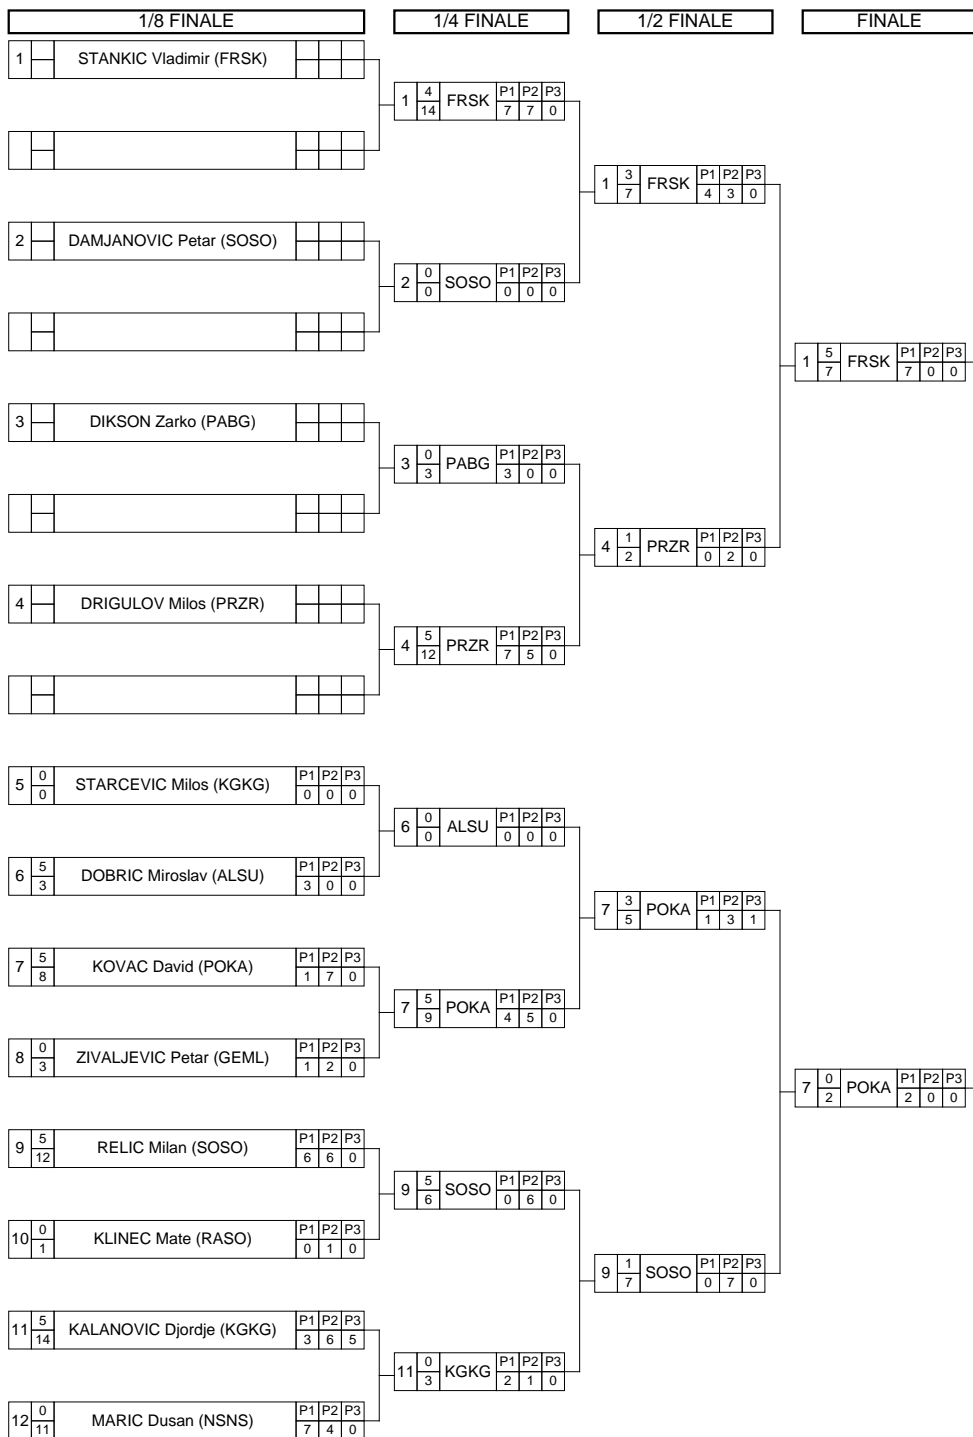 1/8 FINALE 1/4 FINALE 1/2 FINALE FINALE
1 STANKIC Vladimir (FRSK)
1 4 14 FRSK P1 P2 P3 7 7 0
1 3 7 FRSK P1 P2 P3 4 3 0
2 DAMJANOVIC Petar (SOSO)
2 0 0 SOSO P1 P2 P3 0 0 0
1 5 7 FRSK P1 P2 P3 7 0 0
3 DIKSON Zarko (PABG)
3 0 3 PABG P1 P2 P3 3 0 0
4 1 2 PRZR P1 P2 P3 0 2 0
4 DRIGULOV Milos (PRZR)
4 5 12 PRZR P1 P2 P3 7 5 0
5 0 0 STARCEVIC Milos (KGKG) P1 P2 P3 0 0 0
6 0 0 ALSU P1 P2 P3 0 0 0
6 5 3 DOBRIC Miroslav (ALSU) P1 P2 P3 3 0 0
7 3 5 POKA P1 P2 P3 1 3 1
7 5 8 KOVAC David (POKA) P1 P2 P3 1 7 0
7 5 9 POKA P1 P2 P3 4 5 0
8 0 3 ZIVALJEVIC Petar (GEML) P1 P2 P3 1 2 0
7 0 2 POKA P1 P2 P3 2 0 0
9 5 12 RELIC Milan (SOSO) P1 P2 P3 6 6 0
9 5 6 SOSO P1 P2 P3 0 6 0
10 0 1 KLINEC Mate (RASO) P1 P2 P3 0 1 0
9 1 7 SOSO P1 P2 P3 0 7 0
11 5 14 KALANOVIC Djordje (KGKG) P1 P2 P3 3 6 5
11 0 3 KGKG P1 P2 P3 2 1 0
12 0 11 MARIC Dusan (NSNS) P1 P2 P3 7 4 0